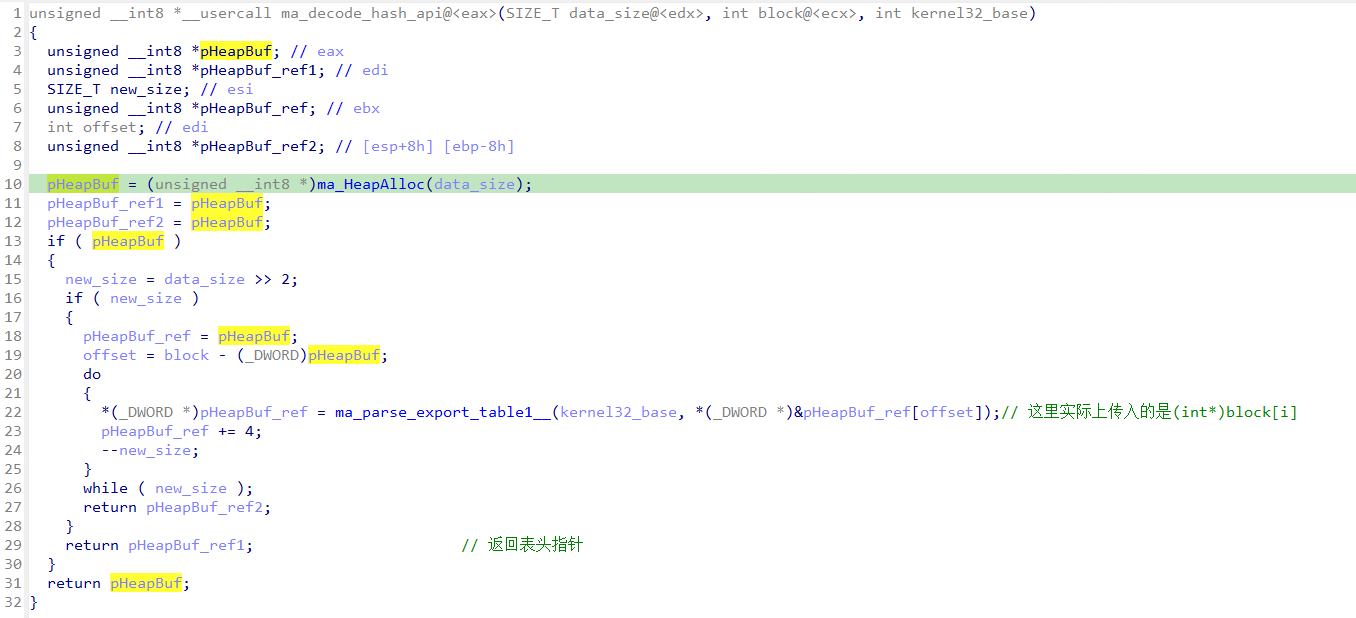 1 unsigned __int8 *__usercall ma_decode_hash_api@<eax>(SIZE_T data_size@<edx>, int block@<ecx>, int kernel32_base)
2 {
3   unsigned __int8 *pHeapBuf; // eax
4   unsigned __int8 *pHeapBuf_ref1; // edi
5   SIZE_T new_size; // esi
6   unsigned __int8 *pHeapBuf_ref; // ebx
7   int offset; // edi
8   unsigned __int8 *pHeapBuf_ref2; // [esp+8h] [ebp-8h]
9
10   pHeapBuf = (unsigned __int8 *)ma_HeapAlloc(data_size);
11   pHeapBuf_ref1 = pHeapBuf;
12   pHeapBuf_ref2 = pHeapBuf;
13   if ( pHeapBuf )
14   {
15     new_size = data_size >> 2;
16     if ( new_size )
17     {
18       pHeapBuf_ref = pHeapBuf;
19       offset = block - (_DWORD)pHeapBuf;
20       do
21       {
22         *(_DWORD *)pHeapBuf_ref = ma_parse_export_table1__(kernel32_base, *(_DWORD *)&pHeapBuf_ref[offset]);// 这里实际上传入的是(int*)block[i]
23         pHeapBuf_ref += 4;
24         --new_size;
25       }
26       while ( new_size );
27       return pHeapBuf_ref2;
28     }
29     return pHeapBuf_ref1; // 返回表头指针
30   }
31   return pHeapBuf;
32 }